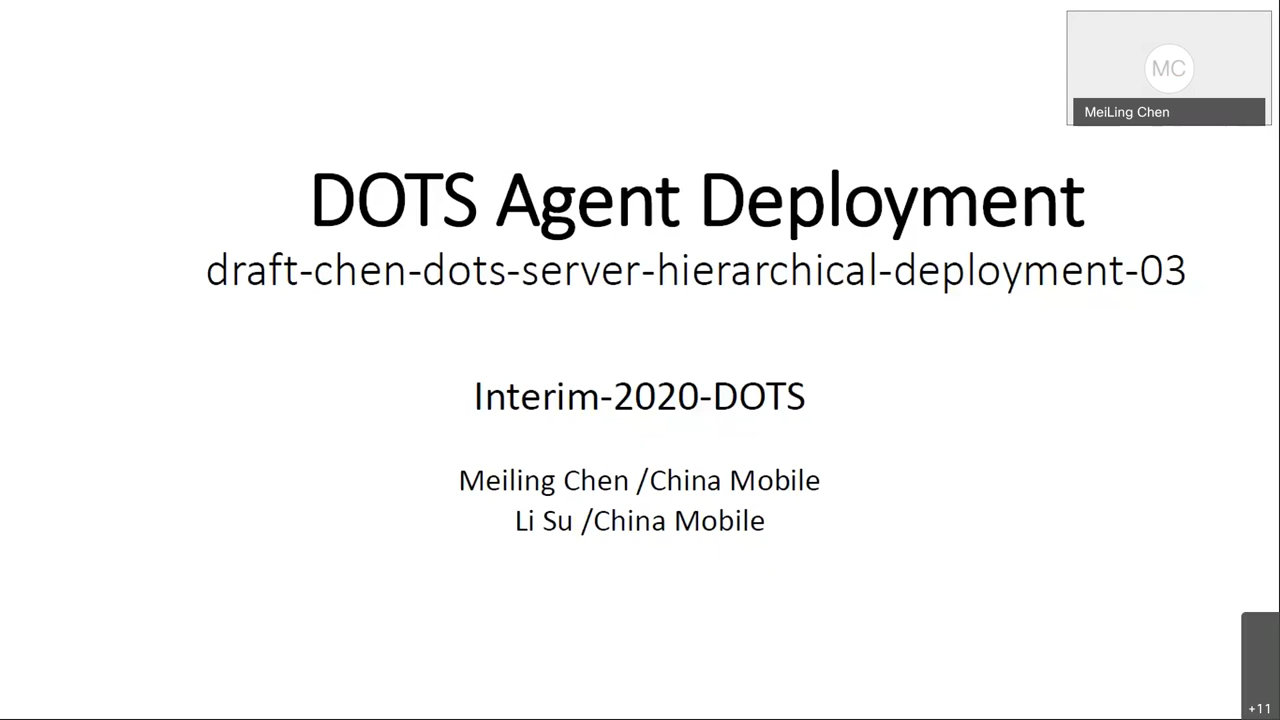 MC
MeiLing Chen
DOTS Agent Deployment
draft-chen-dots-server-hierarchical-deployment-03
Interim-2020-DOTS
Meiling Chen /China Mobile
Li Su /China Mobile
+11